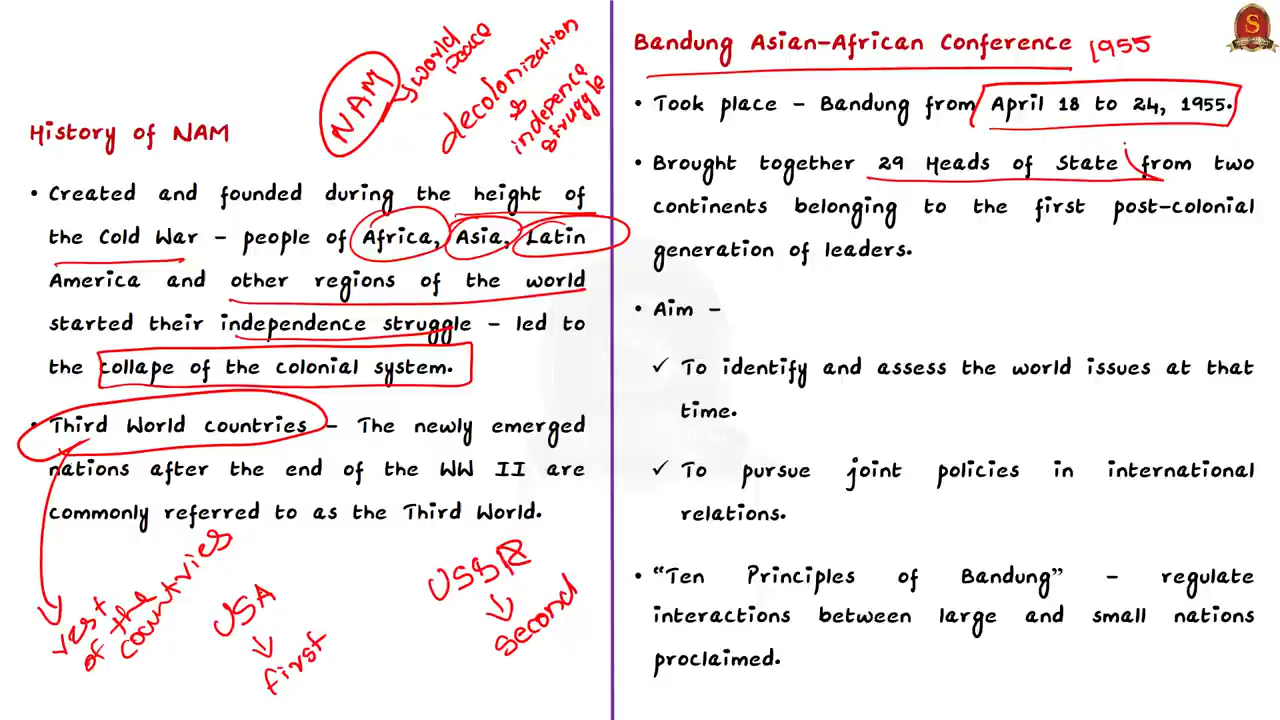 History of NAM
NAM
world
peace
decolonization
&
indepence
struggle
• Created and founded during the height of
the Cold War – people of Africa, Asia, Latin
America and other regions of the world
started their independence struggle – led to
the collape of the colonial system.
• Third World countries – The newly emerged
nations after the end of the WW II are
commonly referred to as the Third World.
rest
of the
countries
USA
first
USSR
second
Bandung Asian-African Conference 1955
• Took place – Bandung from April 18 to 24, 1955.
• Brought together 29 Heads of State from two
continents belonging to the first post-colonial
generation of leaders.
• Aim –
✓ To identify and assess the world issues at that
time.
✓ To pursue joint policies in international
relations.
• “Ten Principles of Bandung” – regulate
interactions between large and small nations
proclaimed.
S